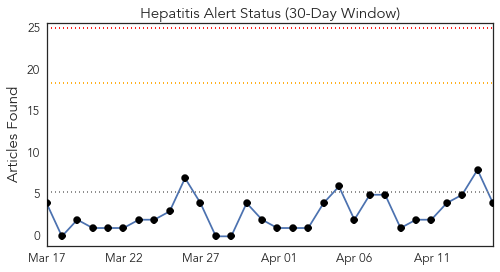 Hepatitis Alert Status (30-Day Window)
Articles Found
25
20
15
10
5
0
Mar 17 Mar 22 Mar 27 Apr 01 Apr 06 Apr 11